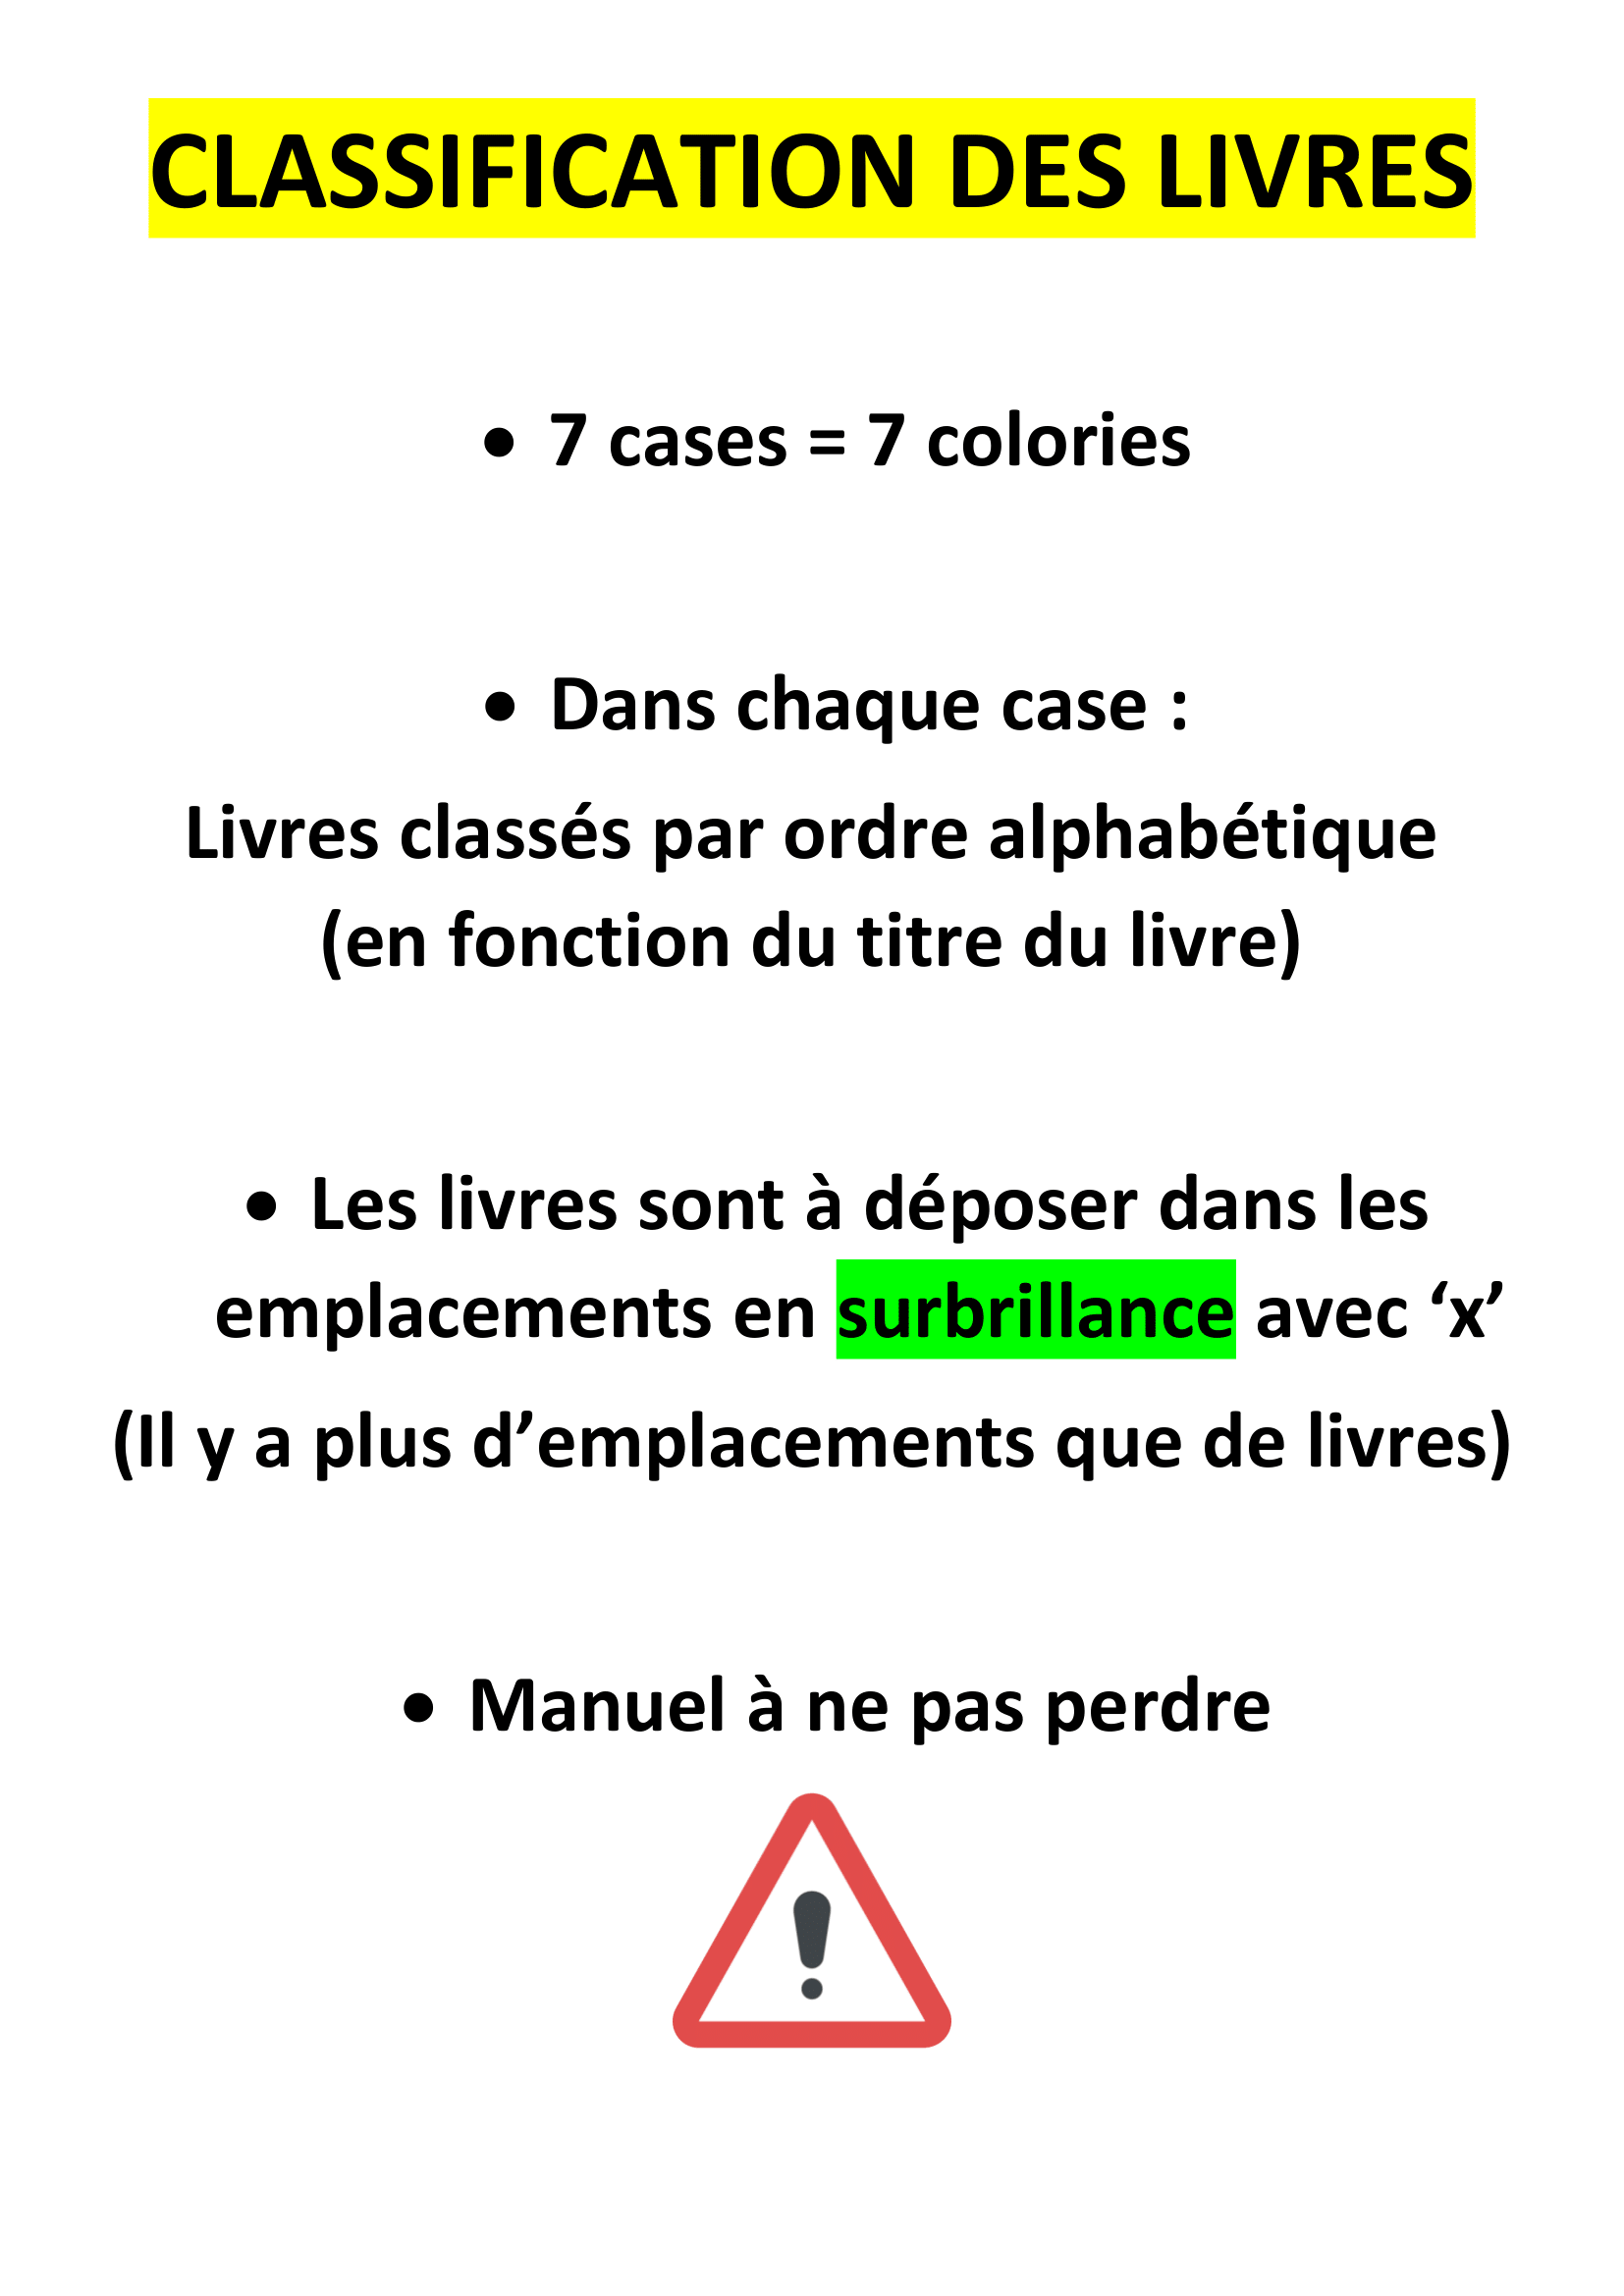 CLASSIFICATION DES LIVRES
• 7 cases = 7 colories
• Dans chaque case :
Livres classés par ordre alphabétique
(en fonction du titre du livre)
• Les livres sont à déposer dans les
emplacements en surbrillance avec ‘x’
(Il y a plus d’emplacements que de livres)
• Manuel à ne pas perdre